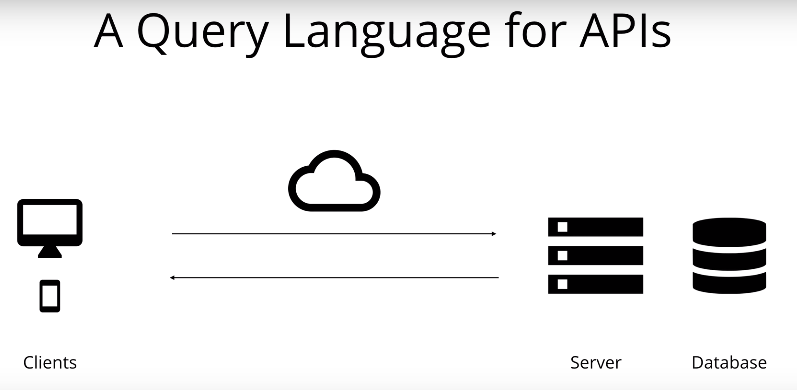 A Query Language for APIs
Clients
Server
Database